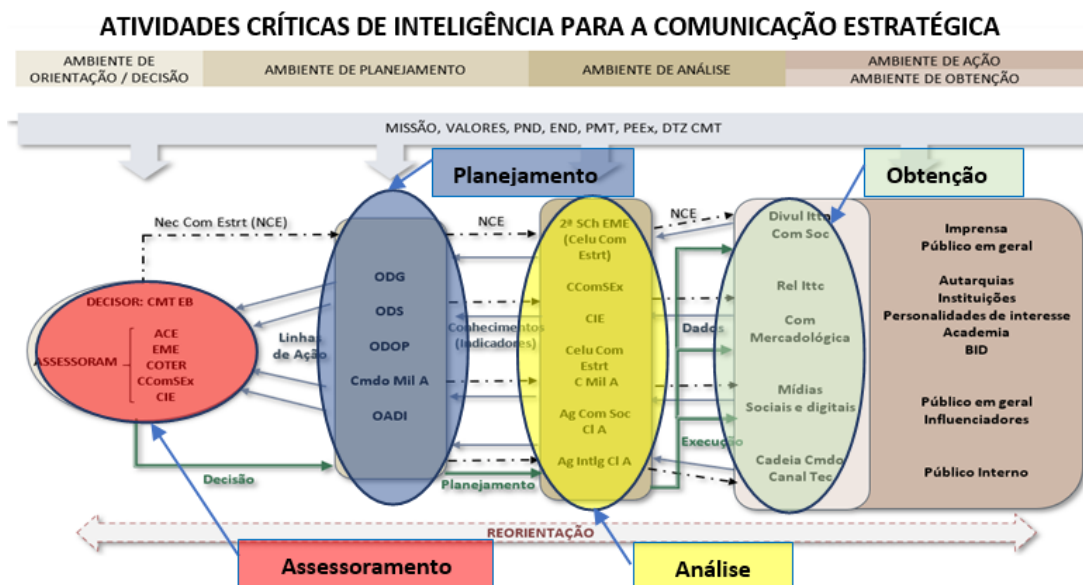 ATIVIDADES CRÍTICAS DE INTELIGÊNCIA PARA A COMUNICAÇÃO ESTRATÉGICA
AMBIENTE DE
ORIENTAÇÃO / DECISÃO
AMBIENTE DE PLANEJAMENTO
AMBIENTE DE ANÁLISE
AMBIENTE DE AÇÃO
AMBIENTE DE OBTENÇÃO
MISSÃO, VALORES, PND, END, PMT, PEEx, DTZ CMT
Planejamento
Obtenção
Nec Com Estrt (NCE)
NCE
NCE
DECISOR: CMT EB
ASSESSORAM
ACE
EME
COTER
CComSEx
CIE
Linhas
de Ação
Decisão
ODG
ODS
ODOP
Cmdo Mil A
OADI
Conhecimentos
(Indicadores)
Planejamento
2ª SCh EME
(Celu Com
Estrt)
CComSEx
CIE
Celu Com
Estrt
C Mil A
Ag Com Soc
Cl A
Ag Intlg Cl A
Dados
Execução
Divul Ittc
Com Soc
Rel Ittc
Com
Mercadológica
Mídias
Sociais e digitais
Cadeia Cmdo
Canal Tec
Imprensa
Público em geral
Autarquias
Instituições
Personalidades de interesse
Academia
BID
Público em geral
Influenciadores
Público Interno
REORIENTAÇÃO
Assessoramento
Análise